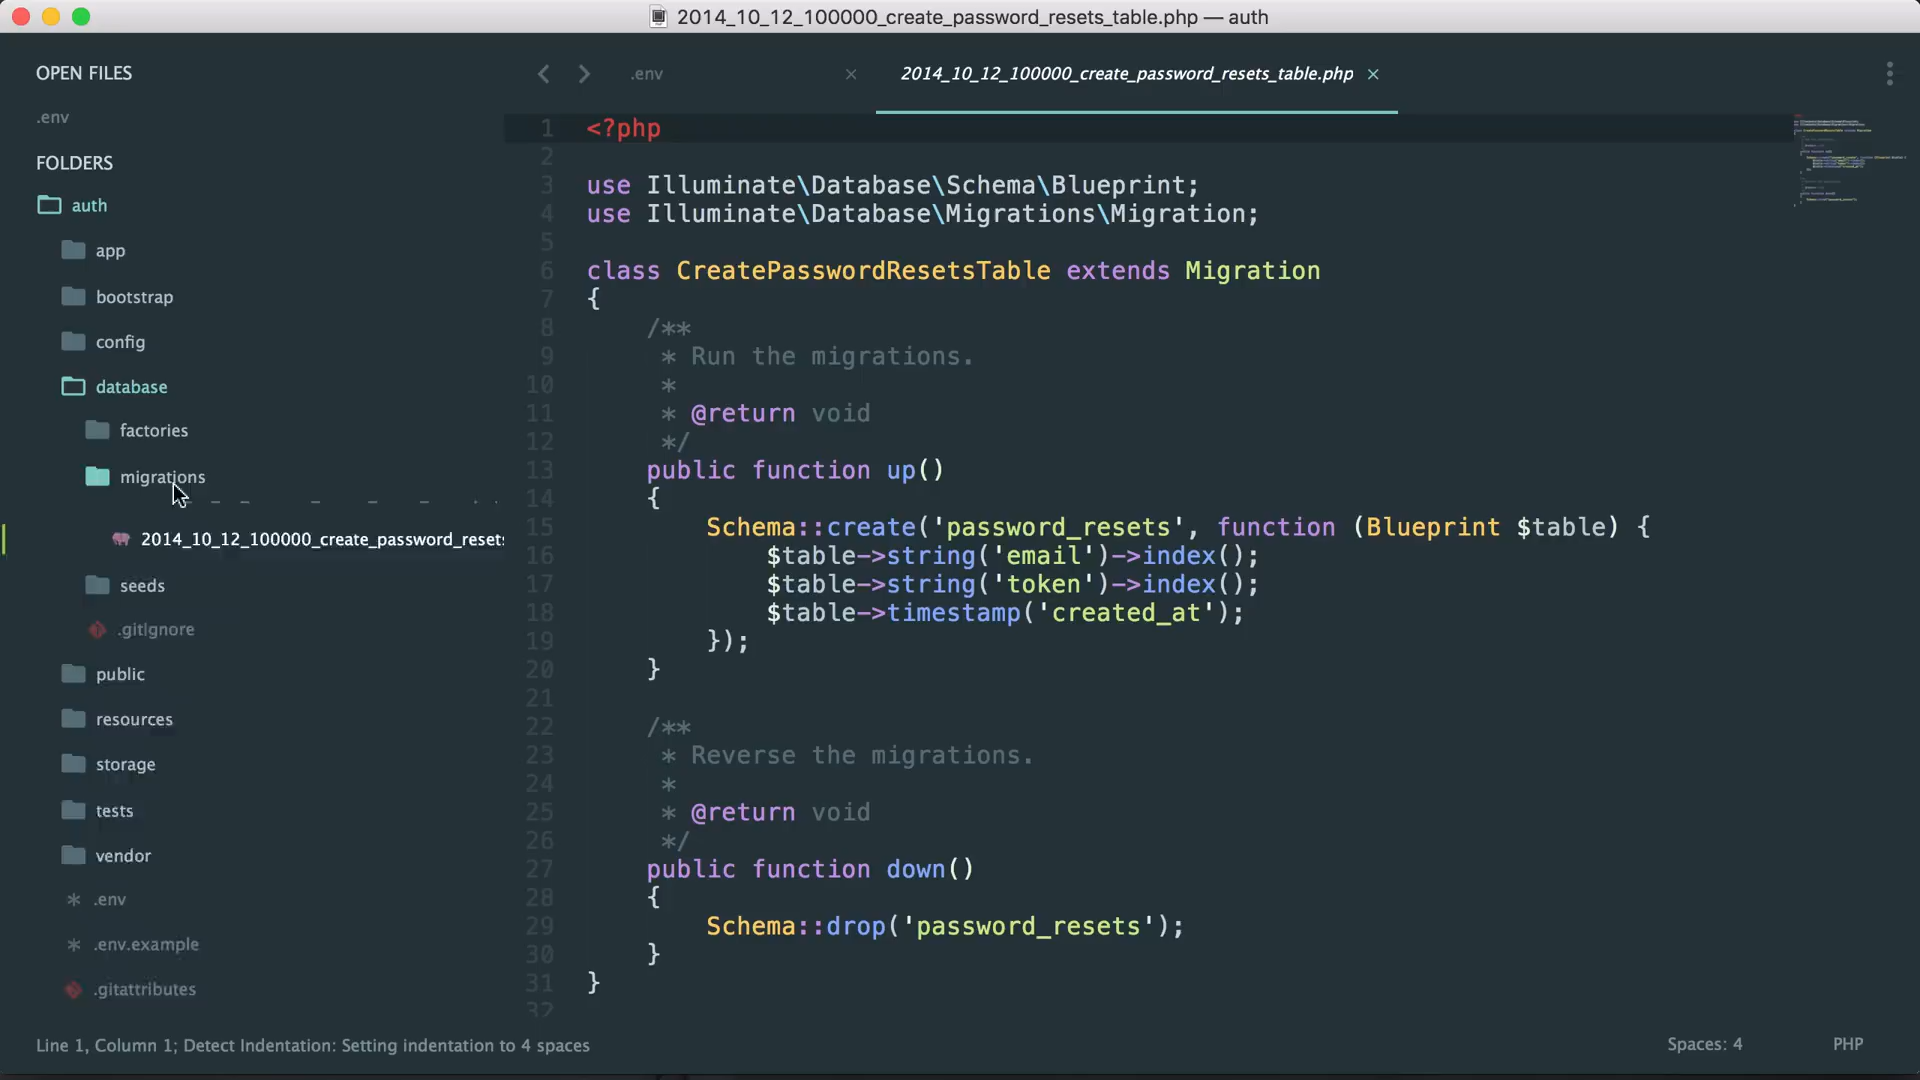 2014_10_12_100000_create_password_resets_table.php — auth
OPEN FILES
.env
FOLDERS
auth
app
bootstrap
config
database
factories
migrations
2014_10_12_100000_create_password_resets
seeds
.gitignore
public
resources
storage
tests
vendor
.env
.env.example
.gitattributes
.env
2014_10_12_100000_create_password_resets_table.php
1 <?php
2
3 use Illuminate\Database\Schema\Blueprint;
4 use Illuminate\Database\Migrations\Migration;
5
6 class CreatePasswordResetsTable extends Migration
7 {
8 /**
9 * Run the migrations.
10 *
11 * @return void
12 */
13 public function up()
14 {
15 Schema::create('password_resets', function (Blueprint $table) {
16 $table->string('email')->index();
17 $table->string('token')->index();
18 $table->timestamp('created_at');
19 });
20 }
21
22 /**
23 * Reverse the migrations.
24 *
25 * @return void
26 */
27 public function down()
28 {
29 Schema::drop('password_resets');
30 }
31 }
32
Line 1, Column 1; Detect Indentation: Setting indentation to 4 spaces
Spaces: 4
PHP